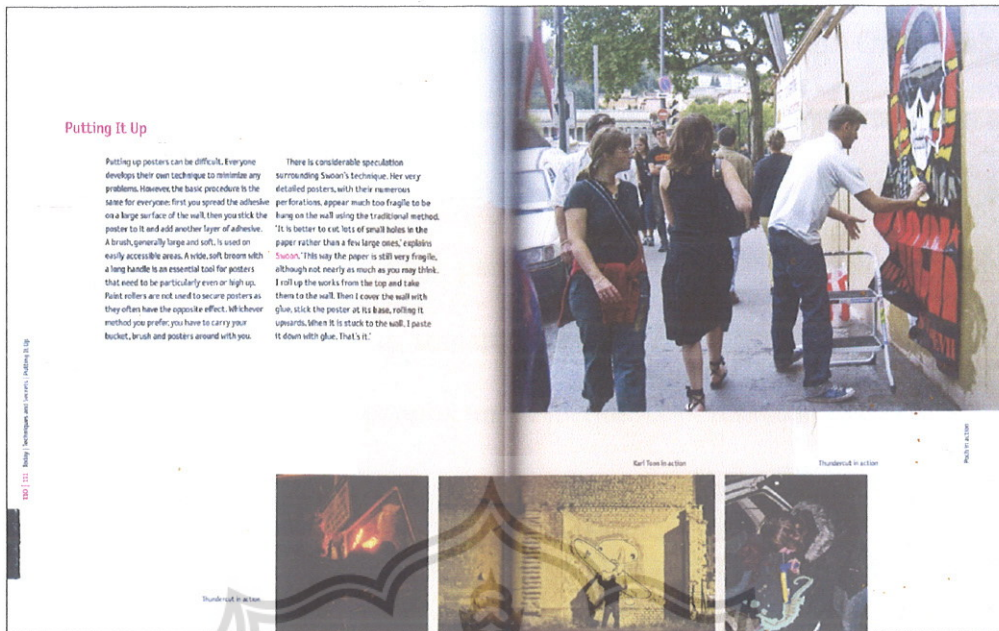 Putting It Up
Putting up posters can be difficult. Everyone
develops their own technique to minimize any
problems. However, the basic procedure is the
same for everyone: first you spread the adhesive
on a large surface of the wall, then you stick the
poster to it and add another layer of adhesive.
A brush, generally large and soft, is used on
easily accessible areas. A wide, soft broom with
a long handle is an essential tool for posters
that need to be particularly even or high up.
Paint rollers are not used to secure posters as
they often have the opposite effect. Whichever
method you prefer, you have to carry your
bucket, brush and posters around with you.
There is considerable speculation
surrounding Swoon's technique. Her very
detailed posters, with their numerous
perforations, appear much too fragile to be
hung on the wall using the traditional method.
'It is better to cut lots of small holes in the
paper rather than a few large ones,' explains
Swoon. 'This way the paper is still very fragile,
although not nearly as much as you may think.
I roll up the works from the top and take
them to the wall. Then I cover the wall with
glue, stick the poster at its base, rolling it
upwards. When it is stuck to the wall, I paste
it down with glue. That's it.'
110 | 111 Today | Techniques and Secrets | Putting It Up
Poch in action
Karl Toon in action
Thundercut in action
Thundercut in action